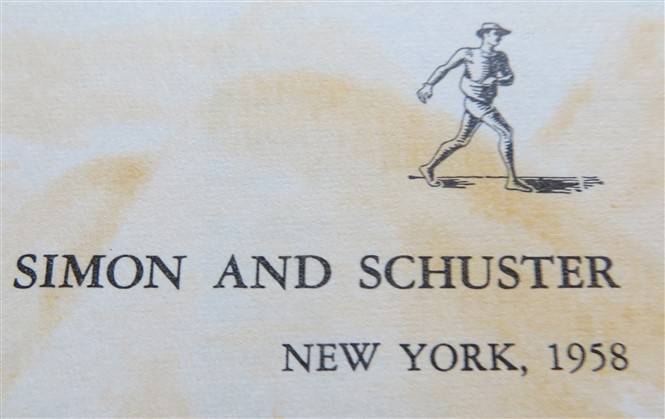 SIMON AND SCHUSTER
NEW YORK, 1958